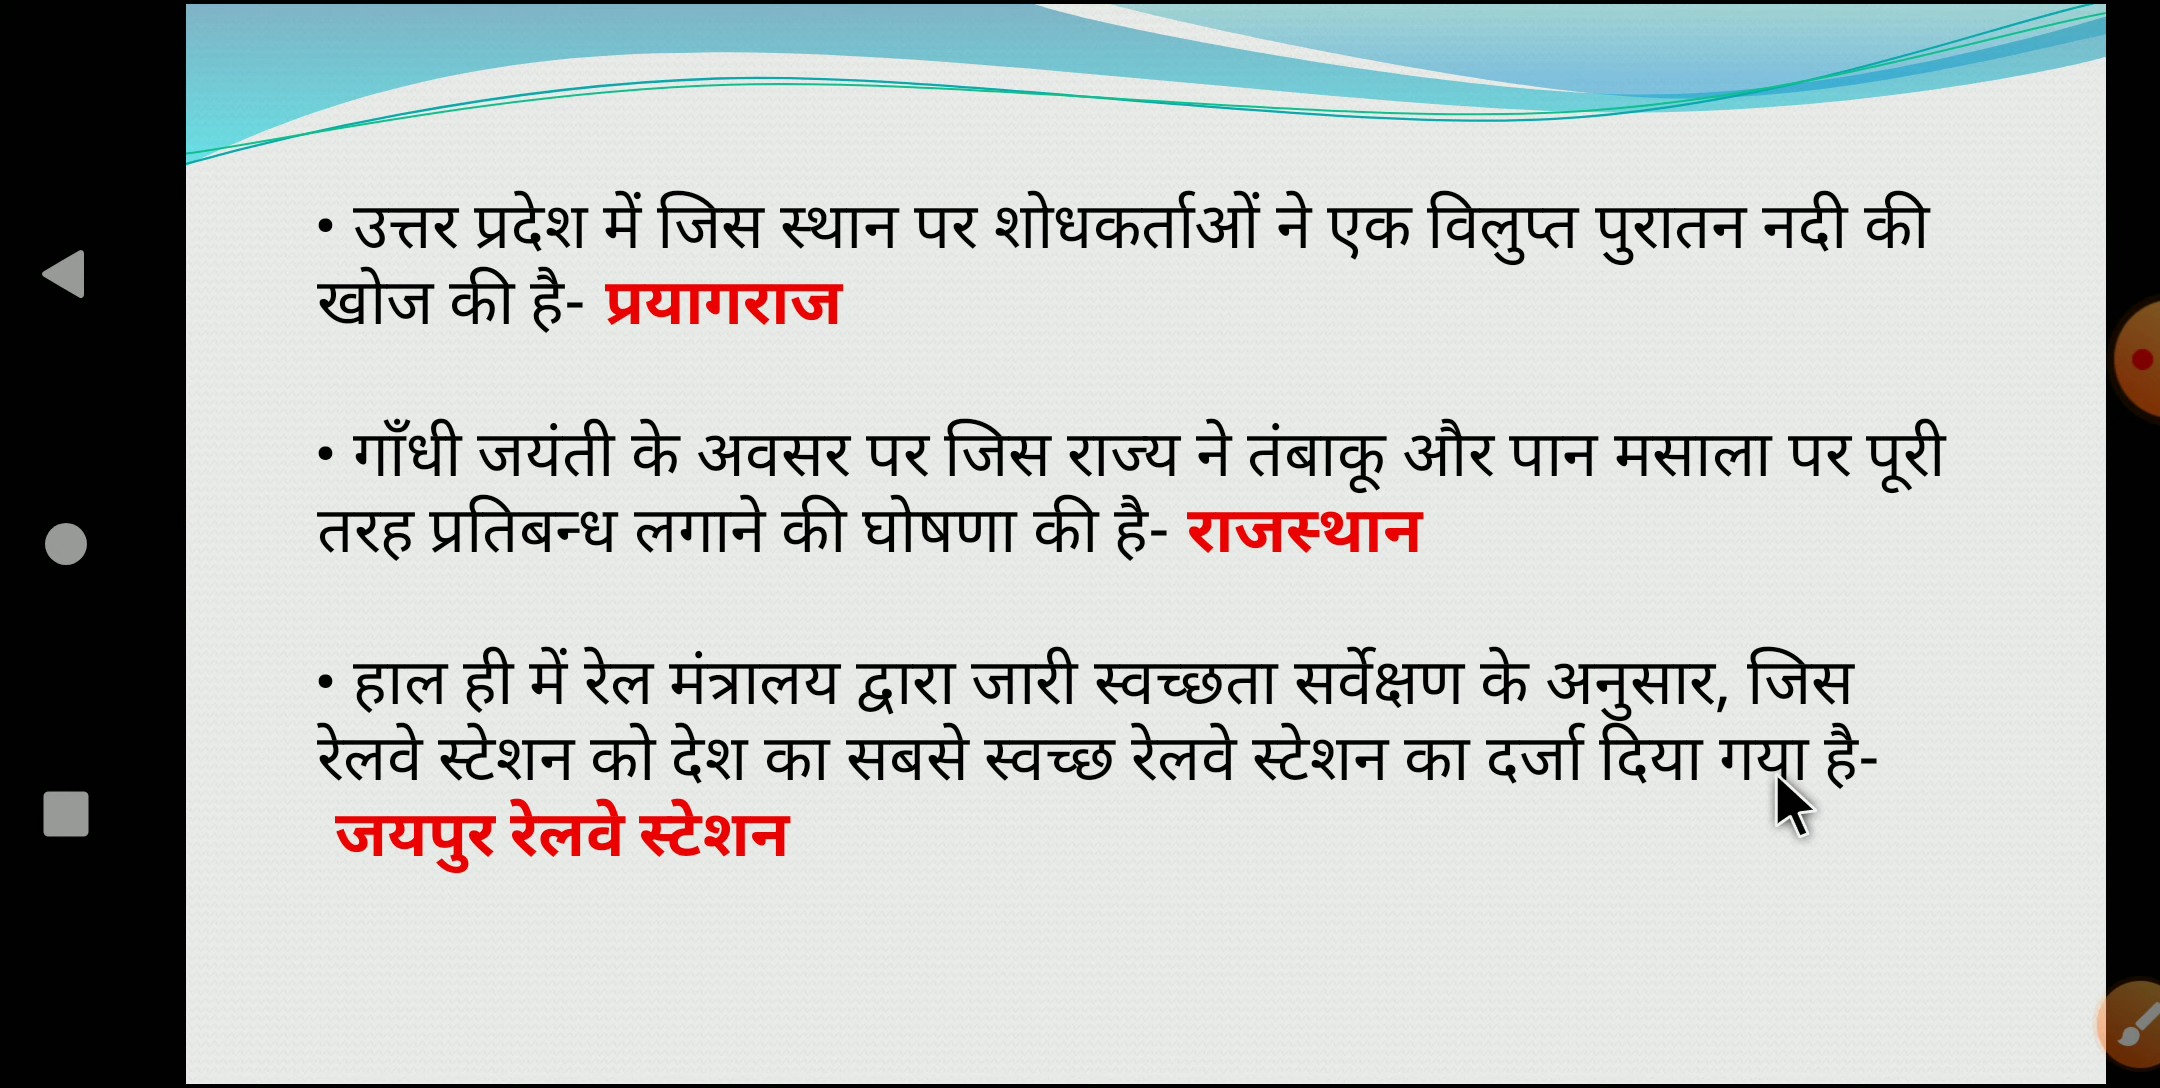 • उत्तर प्रदेश में जिस स्थान पर शोधकर्ताओं ने एक विलुप्त पुरातन नदी की
खोज की है- प्रयागराज
• गाँधी जयंती के अवसर पर जिस राज्य ने तंबाकू और पान मसाला पर पूरी
तरह प्रतिबन्ध लगाने की घोषणा की है- राजस्थान
• हाल ही में रेल मंत्रालय द्वारा जारी स्वच्छता सर्वेक्षण के अनुसार, जिस
रेलवे स्टेशन को देश का सबसे स्वच्छ रेलवे स्टेशन का दर्जा दिया गया है-
जयपुर रेलवे स्टेशन